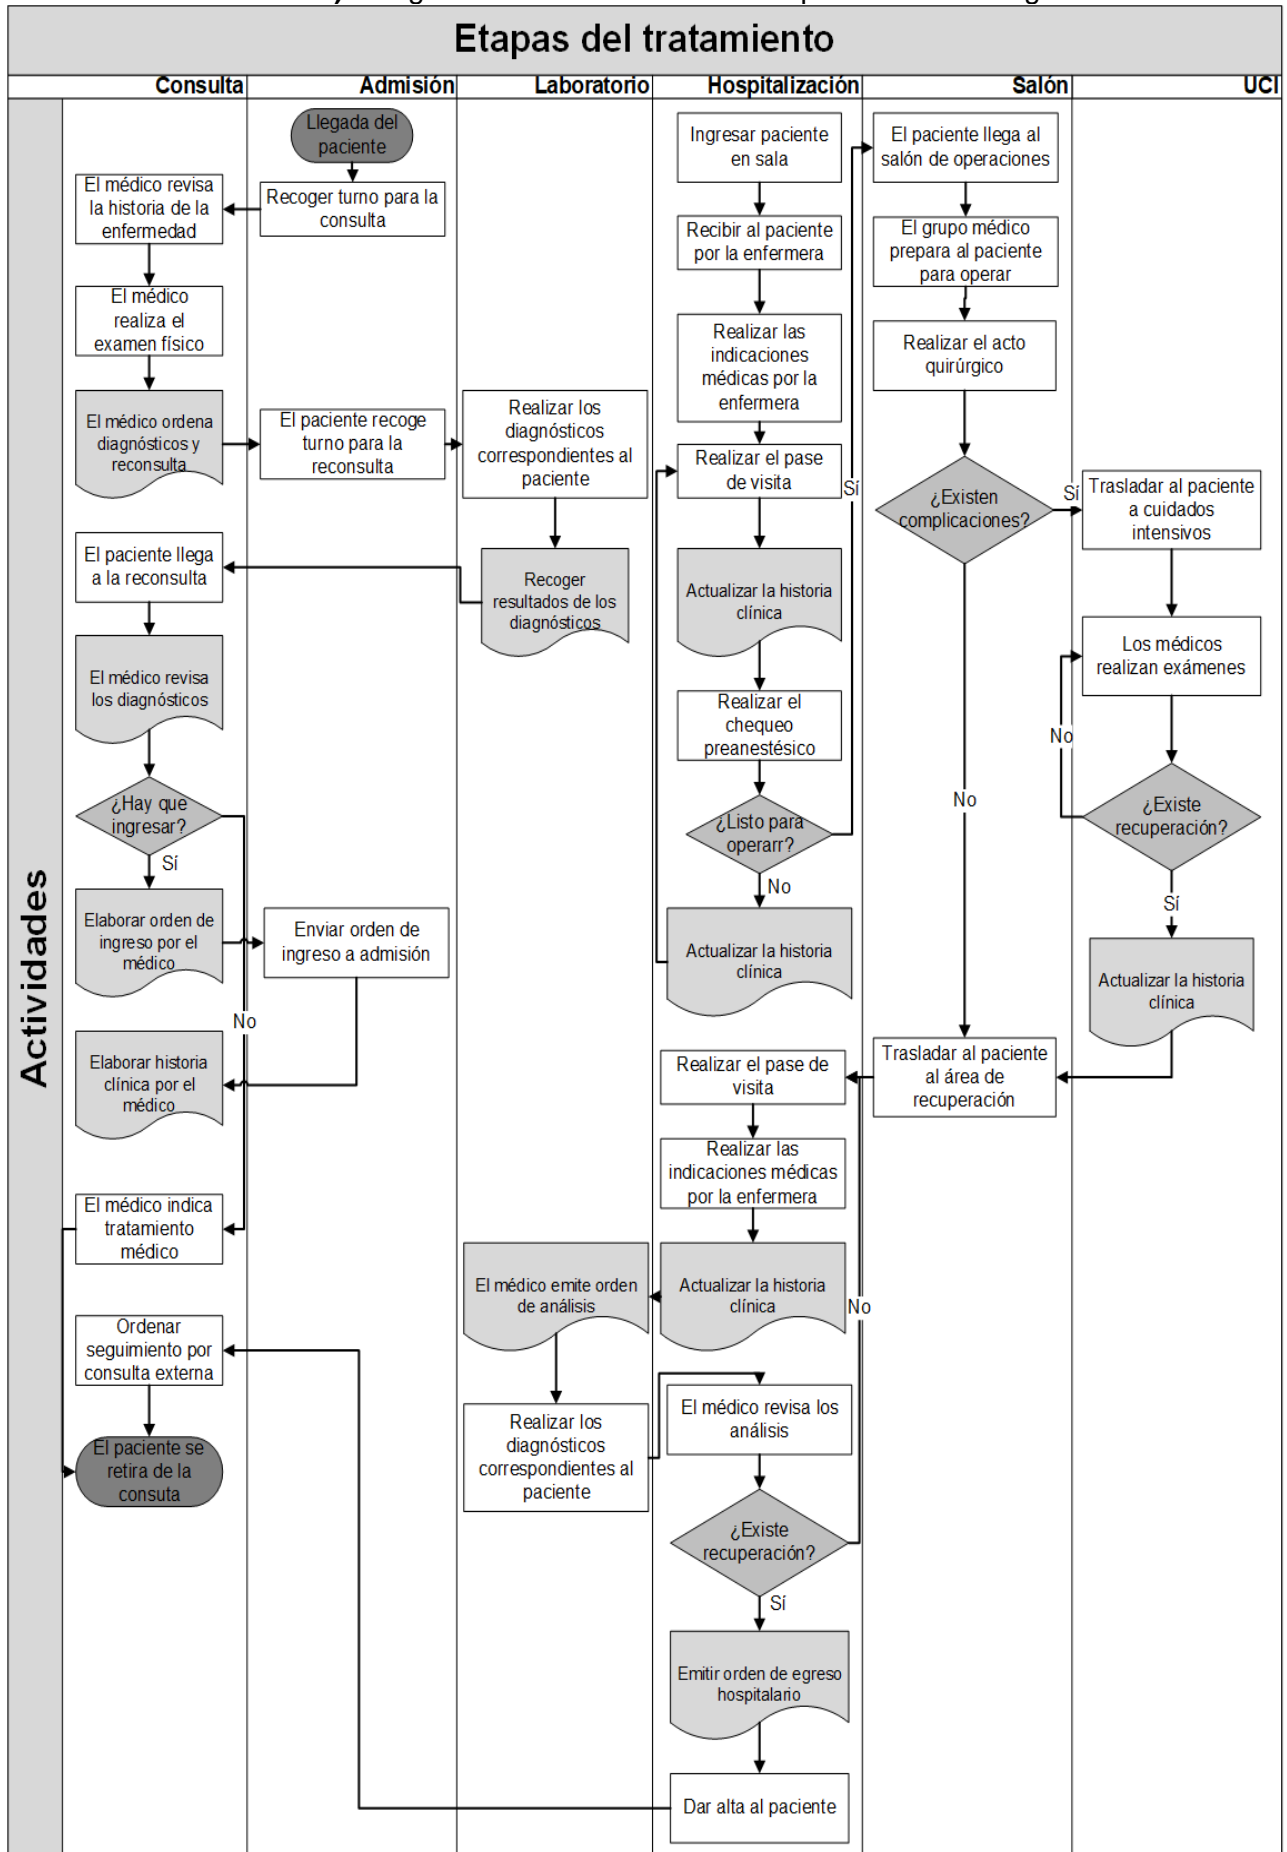 Etapas del tratamiento
Consulta
Admisión
Laboratorio
Hospitalización
Salón
UCI
Actividades
El médico revisa
la historia de la
enfermedad
El médico
realiza el
examen físico
El médico ordena
diagnósticos y
reconsulta
El paciente llega
a la reconsulta
El médico revisa
los diagnósticos
¿Hay que
ingresar?
Sí
Elaborar orden de
ingreso por el
médico
No
Elaborar historia
clínica por el
médico
El médico indica
tratamiento
médico
Ordenar
seguimiento por
consulta externa
El paciente se
retira de la
consuta
Llegada del
paciente
Recoger turno para la
consulta
El paciente recoge
turno para la
reconsulta
Enviar orden de
ingreso a admisión
Realizar los
diagnósticos
correspondientes al
paciente
Recoger
resultados de los
diagnósticos
El médico emite orden
de análisis
Realizar los
diagnósticos
correspondientes al
paciente
Ingresar paciente
en sala
Recibir al paciente
por la enfermera
Realizar las
indicaciones
médicas por la
enfermera
Realizar el pase
de visita
Sí
Actualizar la historia
clínica
Realizar el
chequeo
preanestésico
¿Listo para
operarr?
No
Actualizar la historia
clínica
Realizar el pase de
visita
Realizar las
indicaciones médicas
por la enfermera
Actualizar la historia
clínica
No
El médico revisa los
análisis
¿Existe
recuperación?
Sí
Emitir orden de egreso
hospitalario
Dar alta al paciente
El paciente llega al
salón de operaciones
El grupo médico
prepara al paciente
para operar
Realizar el acto
quirúrgico
¿Existen
complicaciones?
Sí
No
Trasladar al paciente
al área de
recuperación
Trasladar al paciente
a cuidados
intensivos
Los médicos
realizan exámenes
No
¿Existe
recuperación?
Sí
Actualizar la historia
clínica